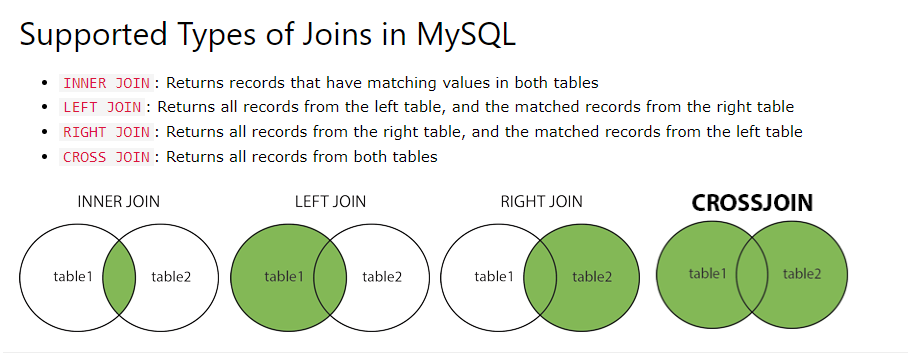 Supported Types of Joins in MySQL
• INNER JOIN: Returns records that have matching values in both tables
• LEFT JOIN: Returns all records from the left table, and the matched records from the right table
• RIGHT JOIN: Returns all records from the right table, and the matched records from the left table
• CROSS JOIN: Returns all records from both tables
INNER JOIN LEFT JOIN RIGHT JOIN CROSSJOIN
table1 table2 table1 table2 table1 table2 table1 table2